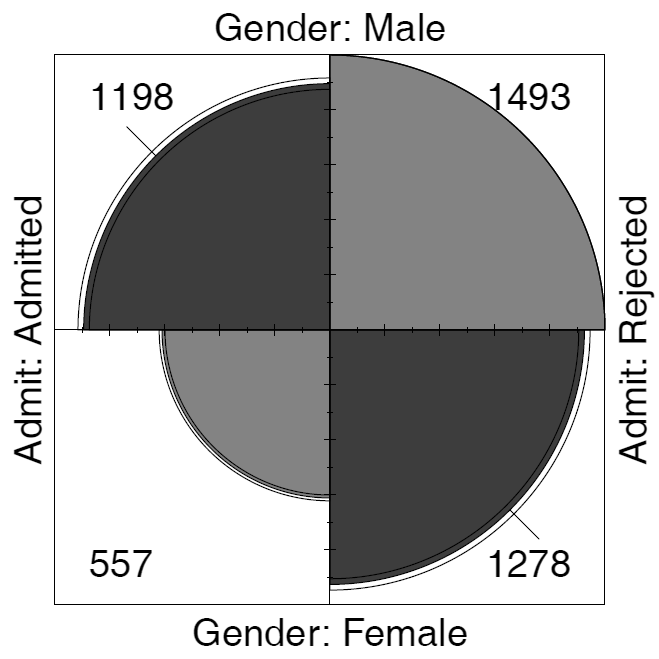 Gender: Male
1198
1493
Admit: Admitted
Admit: Rejected
557
1278
Gender: Female